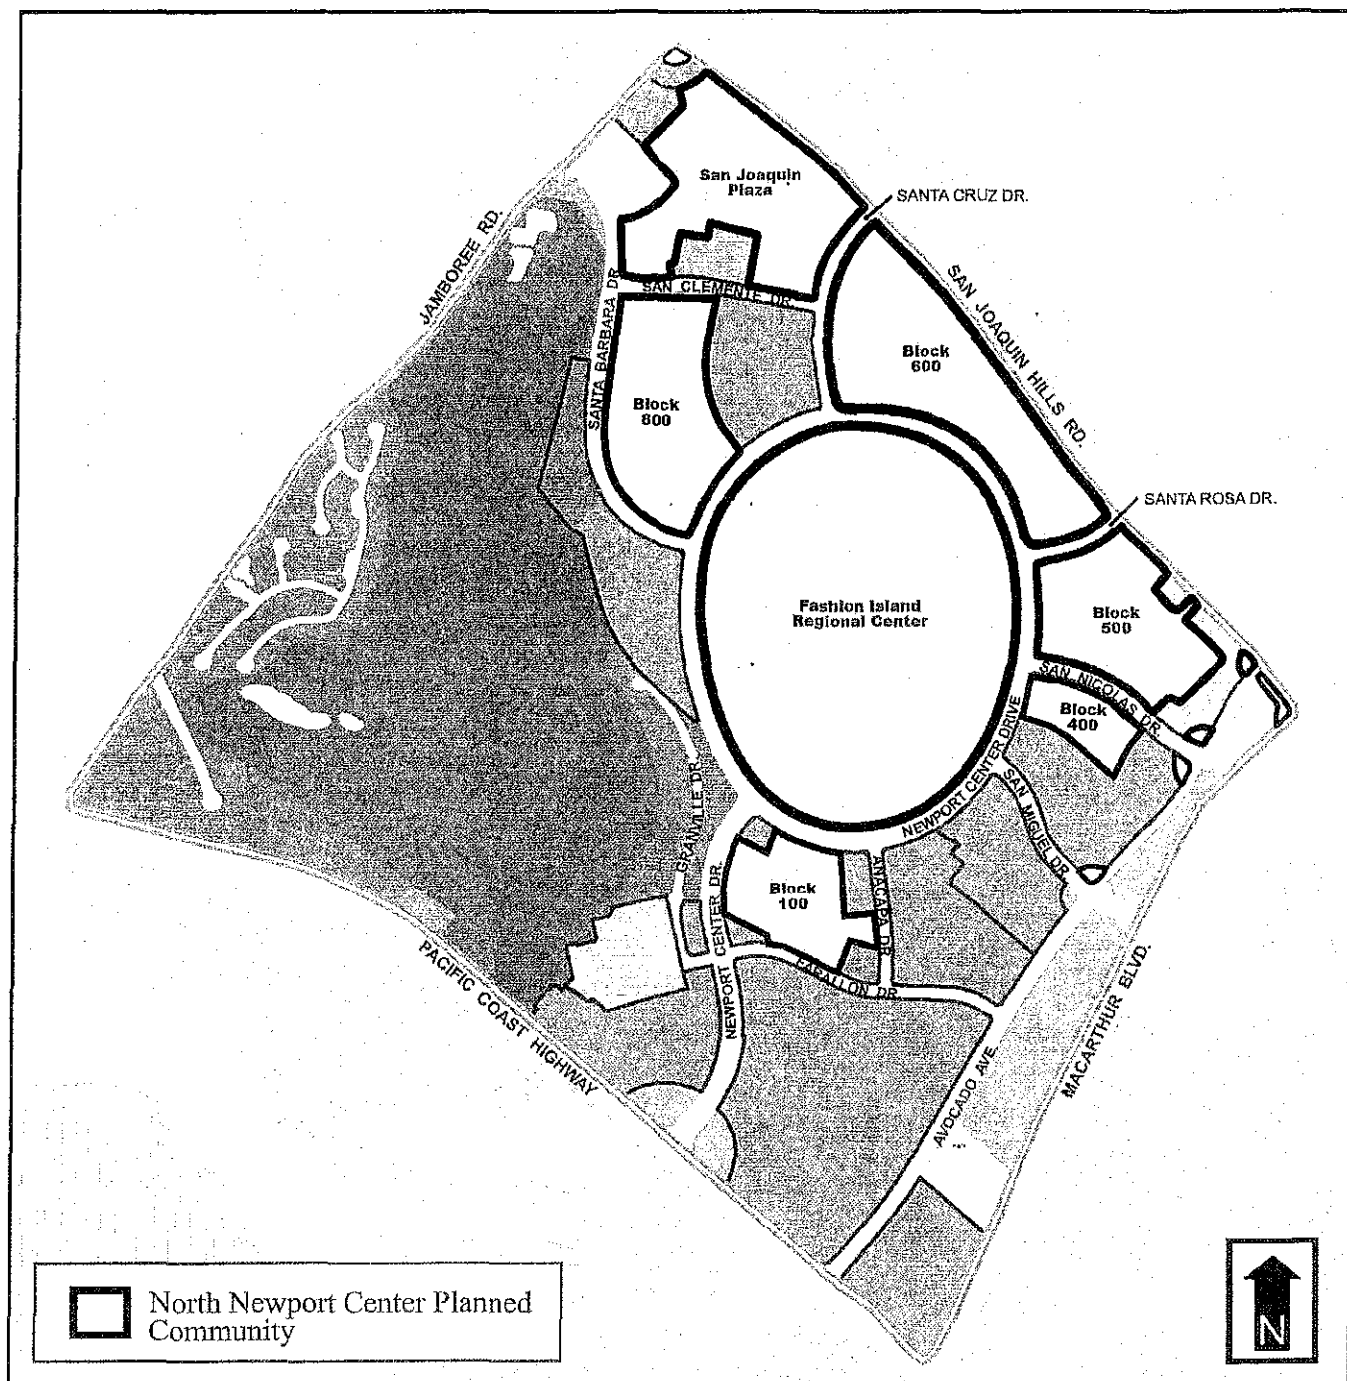 San Joaquin
Plaza
SANTA CRUZ DR.
JAMBOREE RD.
SAN JOAQUIN HILLS RD.
SAN CLEMENTE DR.
SANTA BARBARA DR.
Block
600
Block
800
SANTA ROSA DR.
Fashion Island
Regional Center
Block
500
SAN NICOLAS DR.
Block
400
NEWPORT CENTER DRIVE
SAN MIGUEL DR.
GRANVILLE DR.
Block
100
ANACAPA DR.
NEWPORT CENTER DR.
FARALLON DR.
PACIFIC COAST HIGHWAY
AVOCADO AVE.
MACARTHUR BLVD.
North Newport Center Planned
Community
N